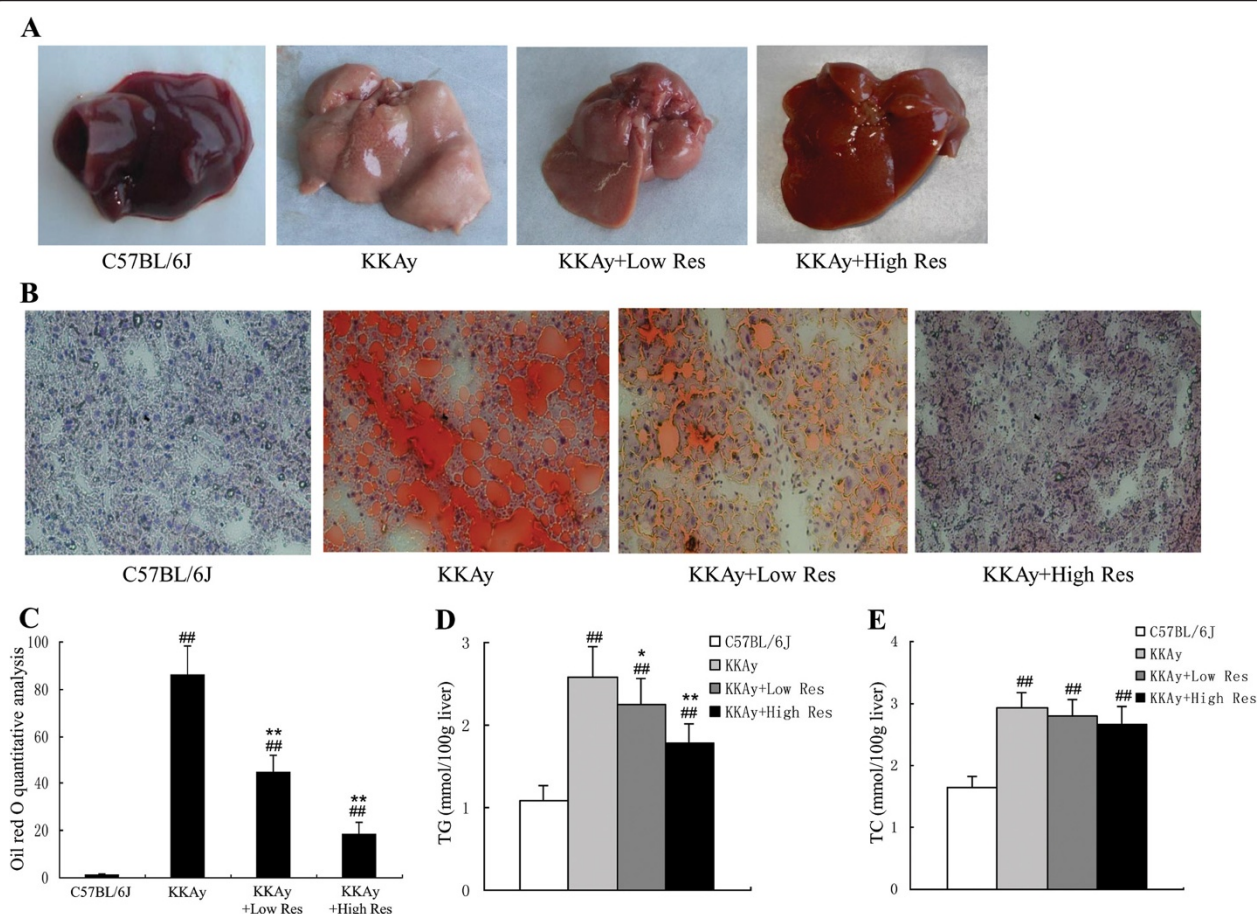 A
C57BL/6J
KKAy
KKAy+Low Res
KKAy+High Res
B
C57BL/6J
KKAy
KKAy+Low Res
KKAy+High Res
C
Oil red O quantitative analysis
100
80
60
40
20
0
##
**
##
**
##
C57BL/6J
KKAy
KKAy
+Low Res
KKAy
+High Res
D
TG (mmol/100g liver)
3
2
1
0
##
*
##
**
##
C57BL/6J
KKAy
KKAy+Low Res
KKAy+High Res
E
TC (mmol/100g liver)
4
3
2
1
0
##
##
##
C57BL/6J
KKAy
KKAy+Low Res
KKAy+High Res